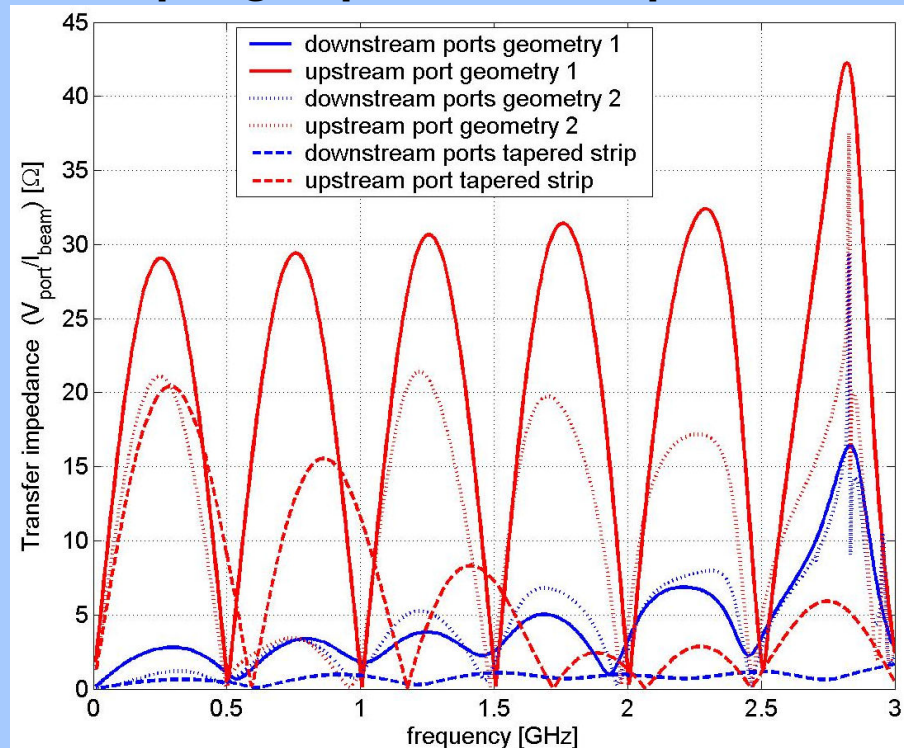 45
40
35
30
25
20
15
10
5
0
Transfer impedance (V_port/I_beam) [Ω]
downstream ports geometry 1
upstream port geometry 1
downstream ports geometry 2
upstream port geometry 2
downstream ports tapered strip
upstream port tapered strip
0 0.5 1 1.5 2 2.5 3
frequency [GHz]